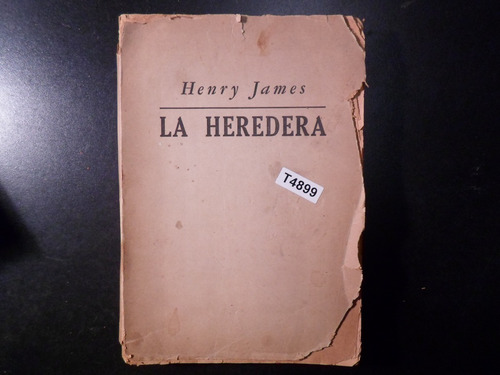 Henry James
LA HEREDERA
T4899